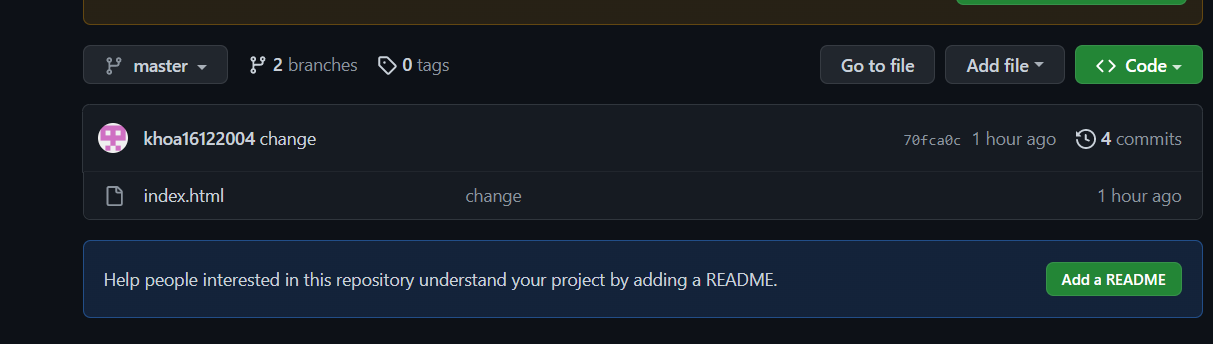 master 2 branches 0 tags Go to file Add file Code
khoa16122004 change 70fca0c 1 hour ago 4 commits
index.html change 1 hour ago
Help people interested in this repository understand your project by adding a README. Add a README